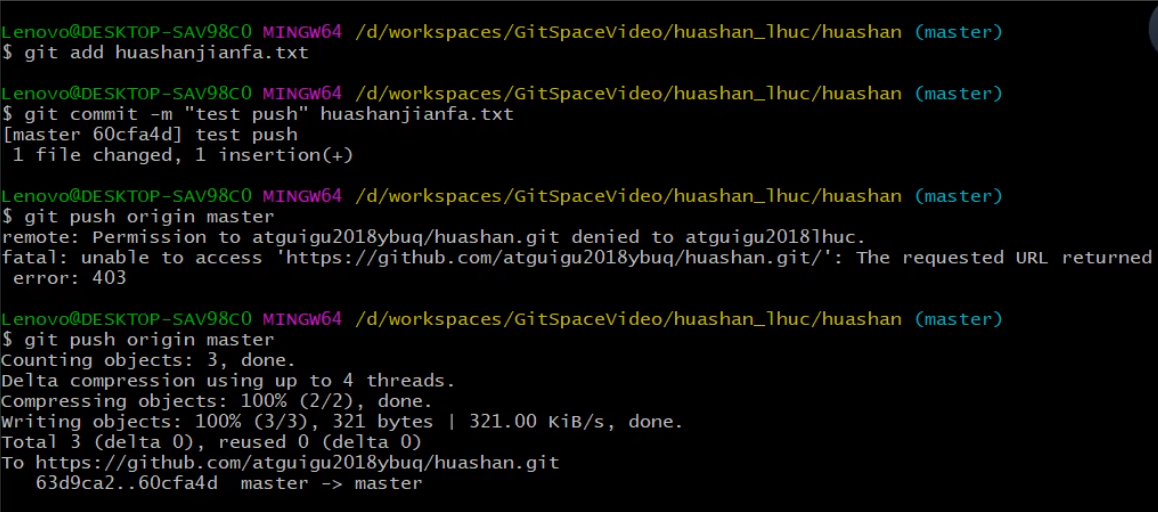 Lenovo@DESKTOP-SAV98CO MINGW64 /d/workspaces/GitSpaceVideo/huashan_lhuc/huashan (master)
$ git add huashanjianfa.txt
Lenovo@DESKTOP-SAV98CO MINGW64 /d/workspaces/GitSpaceVideo/huashan_lhuc/huashan (master)
$ git commit -m "test push" huashanjianfa.txt
[master 60cfa4d] test push
 1 file changed, 1 insertion(+)
Lenovo@DESKTOP-SAV98CO MINGW64 /d/workspaces/GitSpaceVideo/huashan_lhuc/huashan (master)
$ git push origin master
remote: Permission to atguigu2018ybuq/huashan.git denied to atguigu2018lhuc.
fatal: unable to access 'https://github.com/atguigu2018ybuq/huashan.git/': The requested URL returned
 error: 403
Lenovo@DESKTOP-SAV98CO MINGW64 /d/workspaces/GitSpaceVideo/huashan_lhuc/huashan (master)
$ git push origin master
Counting objects: 3, done.
Delta compression using up to 4 threads.
Compressing objects: 100% (2/2), done.
Writing objects: 100% (3/3), 321 bytes | 321.00 KiB/s, done.
Total 3 (delta 0), reused 0 (delta 0)
To https://github.com/atguigu2018ybuq/huashan.git
   63d9ca2..60cfa4d  master -> master